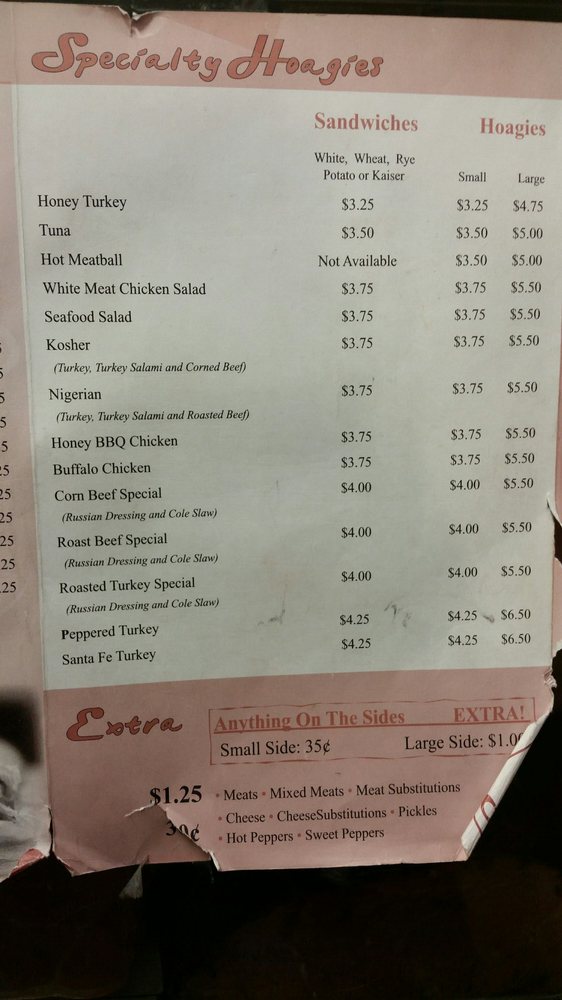 Specialty Hoagies
Sandwiches Hoagies
White, Wheat, Rye
Potato or Kaiser Small Large
Honey Turkey $3.25 $3.25 $4.75
Tuna $3.50 $3.50 $5.00
Hot Meatball Not Available $3.50 $5.00
White Meat Chicken Salad $3.75 $3.75 $5.50
Seafood Salad $3.75 $3.75 $5.50
Kosher $3.75 $3.75 $5.50
(Turkey, Turkey Salami and Corned Beef)
Nigerian $3.75 $3.75 $5.50
(Turkey, Turkey Salami and Roasted Beef)
Honey BBQ Chicken $3.75 $3.75 $5.50
Buffalo Chicken $3.75 $3.75 $5.50
Corn Beef Special $4.00 $4.00 $5.50
(Russian Dressing and Cole Slaw)
Roast Beef Special $4.00 $4.00 $5.50
(Russian Dressing and Cole Slaw)
Roasted Turkey Special $4.00 $4.00 $5.50
(Russian Dressing and Cole Slaw)
Peppered Turkey $4.25 $4.25 $6.50
Santa Fe Turkey $4.25 $4.25 $6.50
Extra
Anything On The Sides EXTRA!
Small Side: 35¢ Large Side: $1.0
$1.25 • Meats • Mixed Meats • Meat Substitutions
• Cheese • CheeseSubstitutions • Pickles
• Hot Peppers • Sweet Peppers